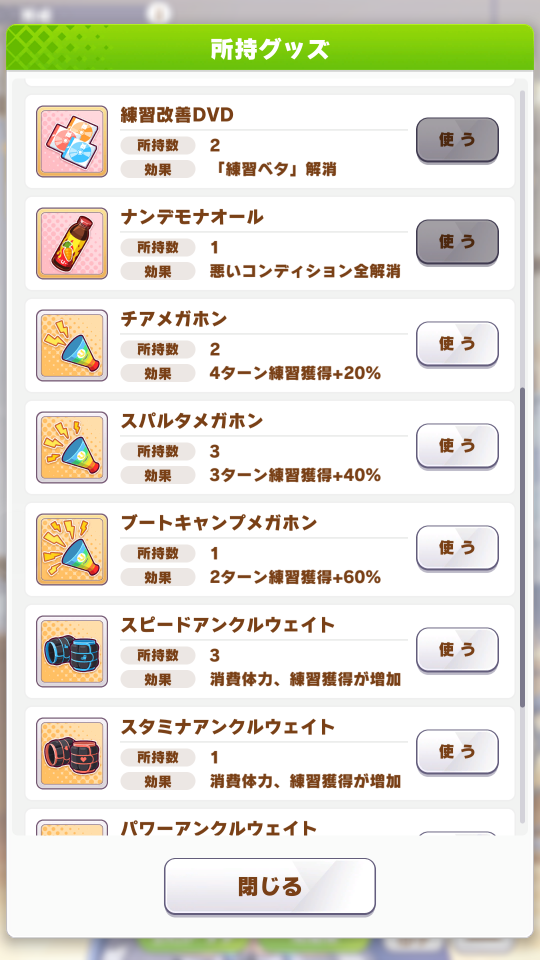 所持グッズ
練習改善DVD
所持数 2
効果 「練習ベタ」解消
使う
ナンデモナオール
所持数 1
効果 悪いコンディション全解消
使う
チアメガホン
所持数 2
効果 4ターン練習獲得+20%
使う
スパルタメガホン
所持数 3
効果 3ターン練習獲得+40%
使う
ブートキャンプメガホン
所持数 1
効果 2ターン練習獲得+60%
使う
スピードアンクルウェイト
所持数 3
効果 消費体力、練習獲得が増加
使う
スタミナアンクルウェイト
所持数 1
効果 消費体力、練習獲得が増加
使う
パワーアンクルウェイト
閉じる